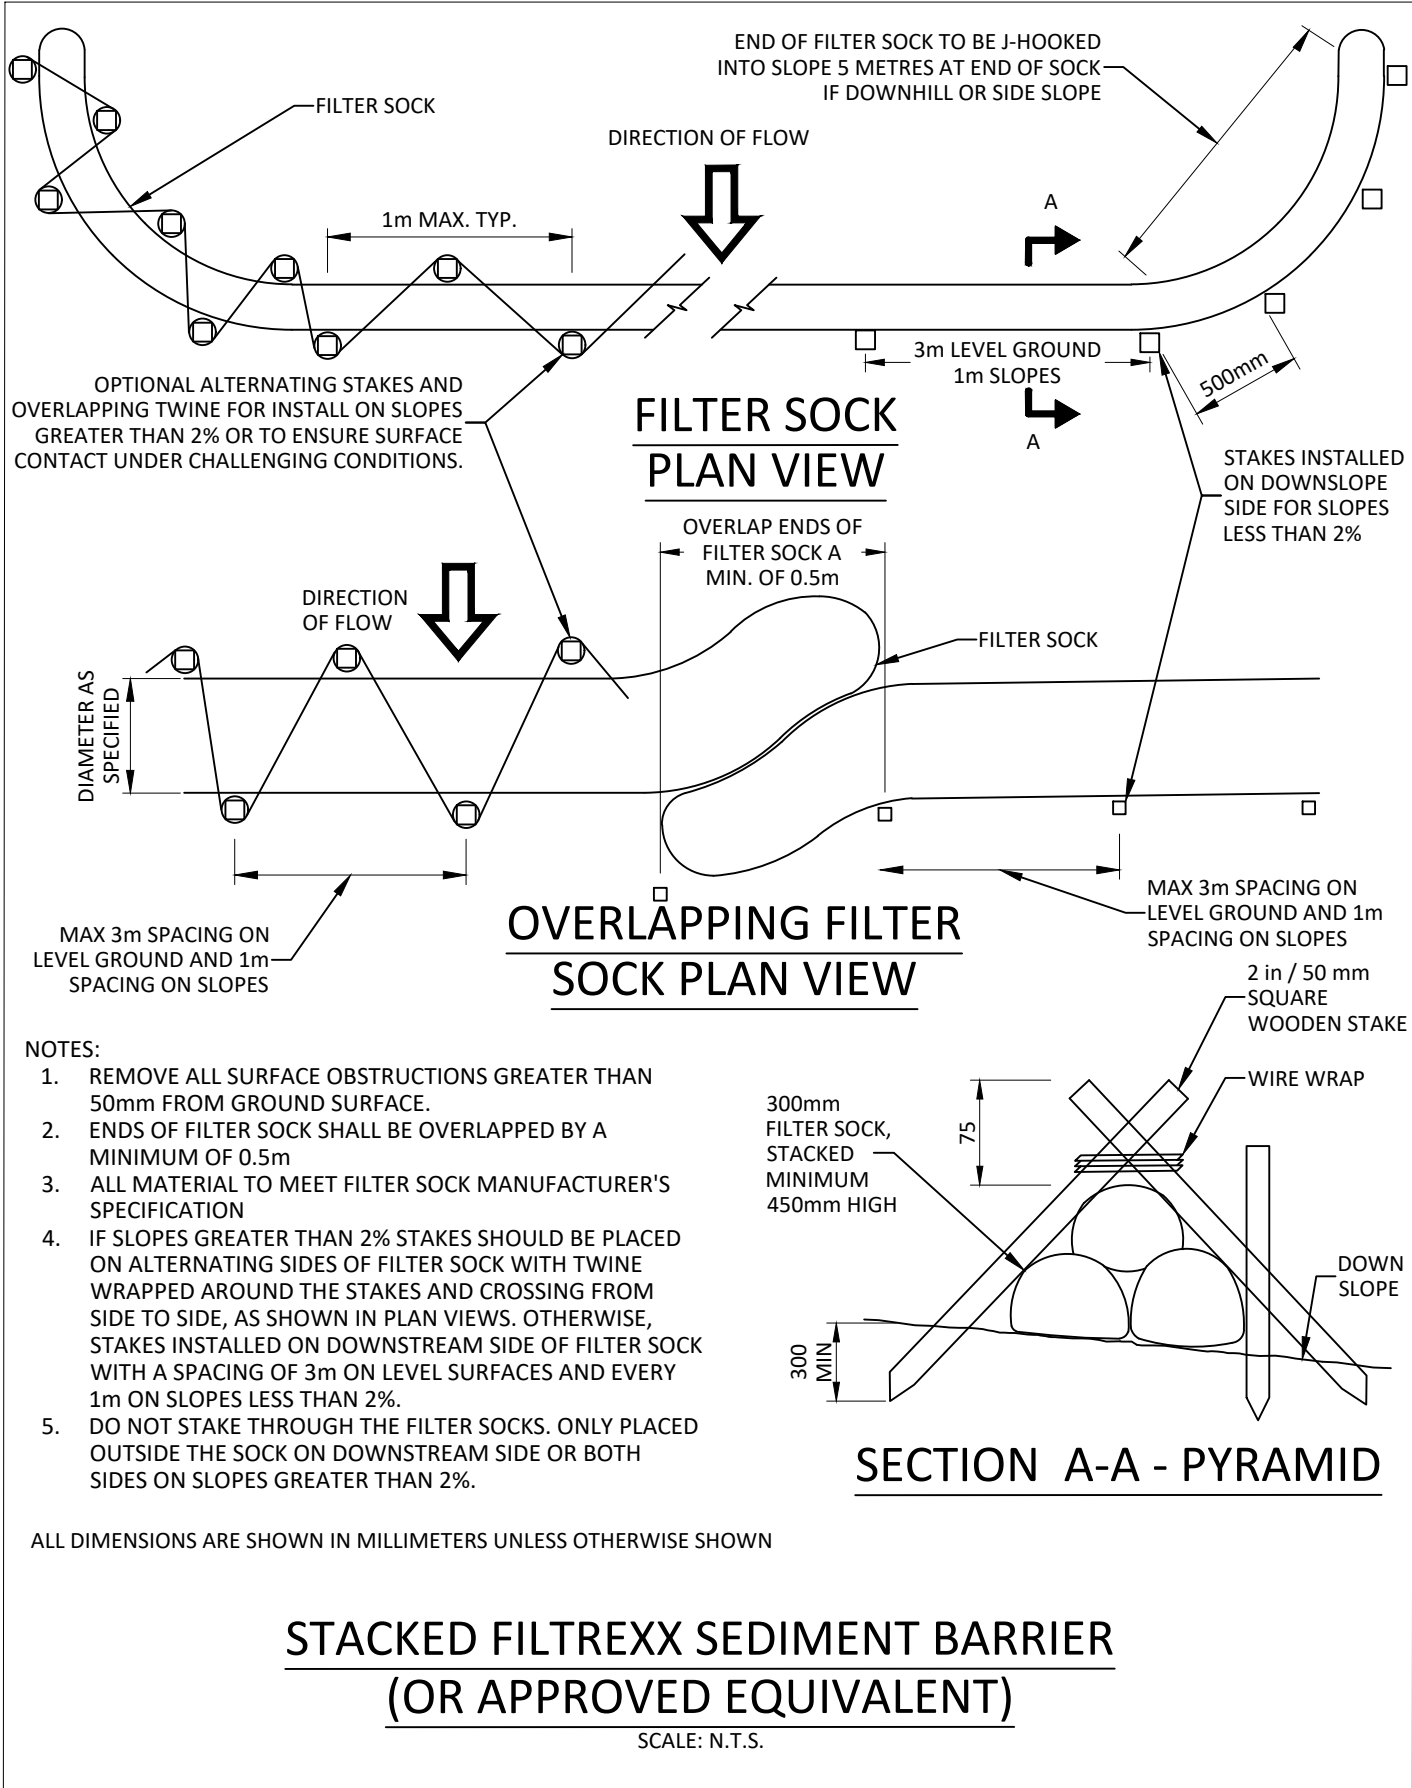 END OF FILTER SOCK TO BE J-HOOKED
INTO SLOPE 5 METRES AT END OF SOCK
IF DOWNHILL OR SIDE SLOPE
FILTER SOCK
DIRECTION OF FLOW
1m MAX. TYP.
A
3m LEVEL GROUND
1m SLOPES
500mm
A
OPTIONAL ALTERNATING STAKES AND
OVERLAPPING TWINE FOR INSTALL ON SLOPES
GREATER THAN 2% OR TO ENSURE SURFACE
CONTACT UNDER CHALLENGING CONDITIONS.
FILTER SOCK
PLAN VIEW
STAKES INSTALLED
ON DOWNSLOPE
SIDE FOR SLOPES
LESS THAN 2%
OVERLAP ENDS OF
FILTER SOCK A
MIN. OF 0.5m
DIRECTION
OF FLOW
FILTER SOCK
DIAMETER AS
SPECIFIED
MAX 3m SPACING ON
LEVEL GROUND AND 1m
SPACING ON SLOPES
MAX 3m SPACING ON
LEVEL GROUND AND 1m
SPACING ON SLOPES
OVERLAPPING FILTER
SOCK PLAN VIEW
NOTES:
1. REMOVE ALL SURFACE OBSTRUCTIONS GREATER THAN
50mm FROM GROUND SURFACE.
2. ENDS OF FILTER SOCK SHALL BE OVERLAPPED BY A
MINIMUM OF 0.5m
3. ALL MATERIAL TO MEET FILTER SOCK MANUFACTURER'S
SPECIFICATION
4. IF SLOPES GREATER THAN 2% STAKES SHOULD BE PLACED
ON ALTERNATING SIDES OF FILTER SOCK WITH TWINE
WRAPPED AROUND THE STAKES AND CROSSING FROM
SIDE TO SIDE, AS SHOWN IN PLAN VIEWS. OTHERWISE,
STAKES INSTALLED ON DOWNSTREAM SIDE OF FILTER SOCK
WITH A SPACING OF 3m ON LEVEL SURFACES AND EVERY
1m ON SLOPES LESS THAN 2%.
5. DO NOT STAKE THROUGH THE FILTER SOCKS. ONLY PLACED
OUTSIDE THE SOCK ON DOWNSTREAM SIDE OR BOTH
SIDES ON SLOPES GREATER THAN 2%.
2 in / 50 mm
SQUARE
WOODEN STAKE
WIRE WRAP
75
300mm
FILTER SOCK,
STACKED
MINIMUM
450mm HIGH
DOWN
SLOPE
300
MIN
SECTION A-A - PYRAMID
ALL DIMENSIONS ARE SHOWN IN MILLIMETERS UNLESS OTHERWISE SHOWN
STACKED FILTREXX SEDIMENT BARRIER
(OR APPROVED EQUIVALENT)
SCALE: N.T.S.